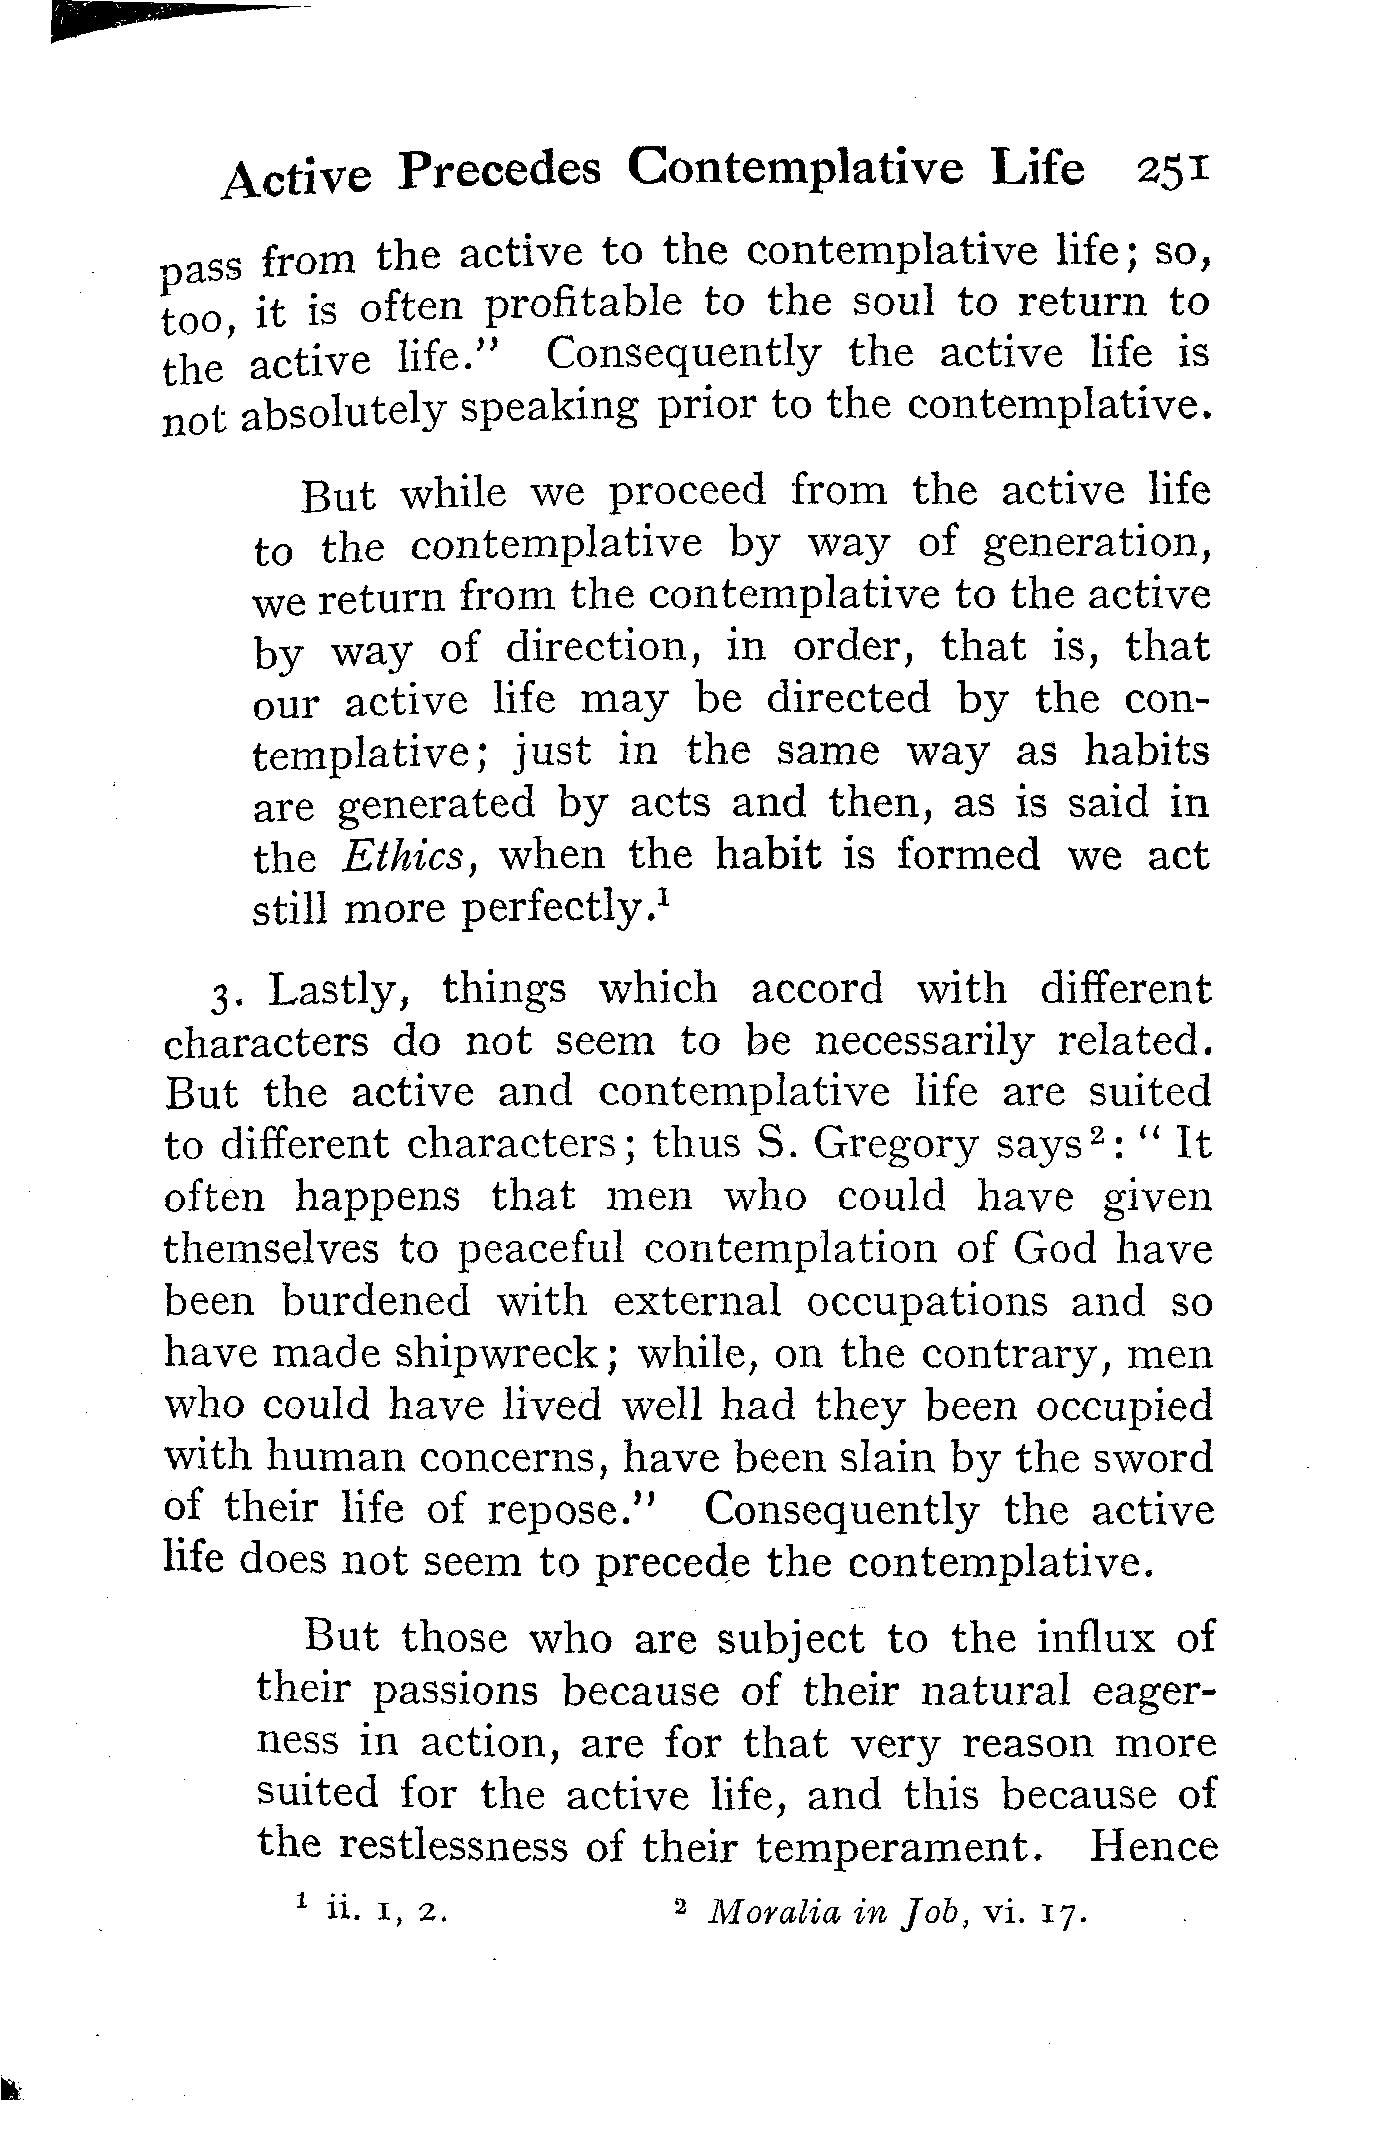 Active Precedes Contemplative Life 251
pass from the active to the contemplative life; so,
too, it is often profitable to the soul to return to
the active life.” Consequently the active life is
not absolutely speaking prior to the contemplative.
But while we proceed from the active life
to the contemplative by way of generation,
we return from the contemplative to the active
by way of direction, in order, that is, that
our active life may be directed by the con-
templative; just in the same way as habits
are generated by acts and then, as is said in
the Ethics, when the habit is formed we act
still more perfectly.¹
3. Lastly, things which accord with different
characters do not seem to be necessarily related.
But the active and contemplative life are suited
to different characters; thus S. Gregory says²: “ It
often happens that men who could have given
themselves to peaceful contemplation of God have
been burdened with external occupations and so
have made shipwreck; while, on the contrary, men
who could have lived well had they been occupied
with human concerns, have been slain by the sword
of their life of repose.” Consequently the active
life does not seem to precede the contemplative.
But those who are subject to the influx of
their passions because of their natural eager-
ness in action, are for that very reason more
suited for the active life, and this because of
the restlessness of their temperament. Hence
¹ ii. 1, 2. ² Moralia in Job, vi. 17.